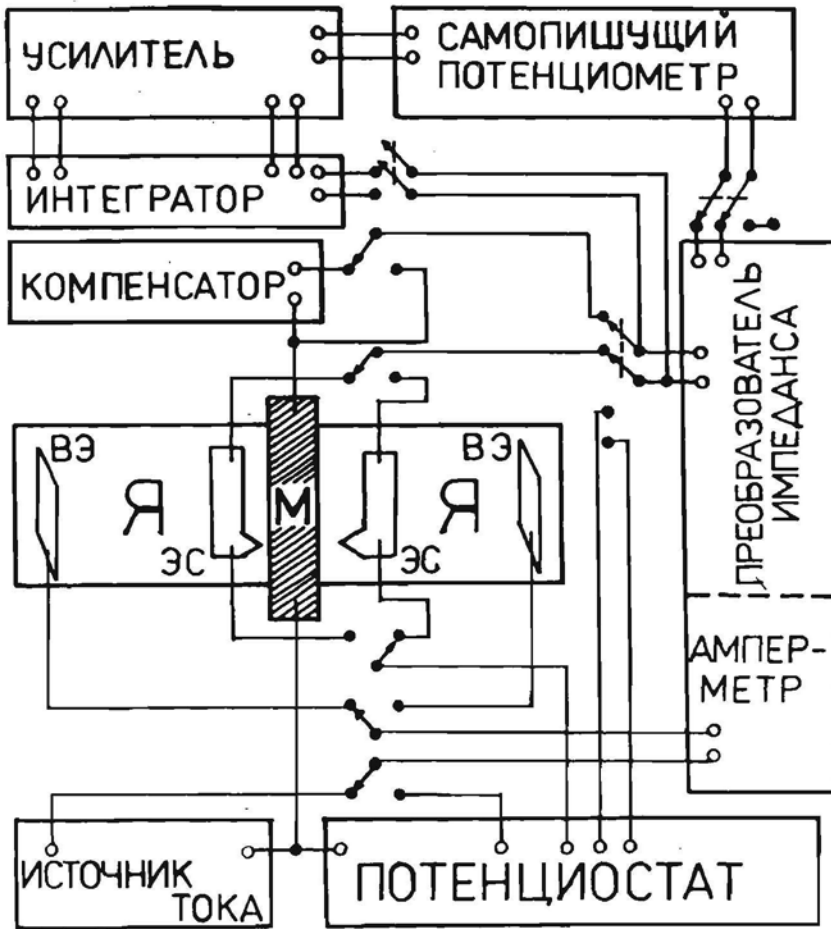 УСИЛИТЕЛЬ
САМОПИШУЩИЙ
ПОТЕНЦИОМЕТР
ИНТЕГРАТОР
КОМПЕНСАТОР
ПРЕОБРАЗОВАТЕЛЬ
ИМПЕДАНСА
ВЭ
Я
ЭС
М
ЭС
Я
ВЭ
АМПЕР-
МЕТР
ИСТОЧНИК
ТОКА
ПОТЕНЦИОСТАТ